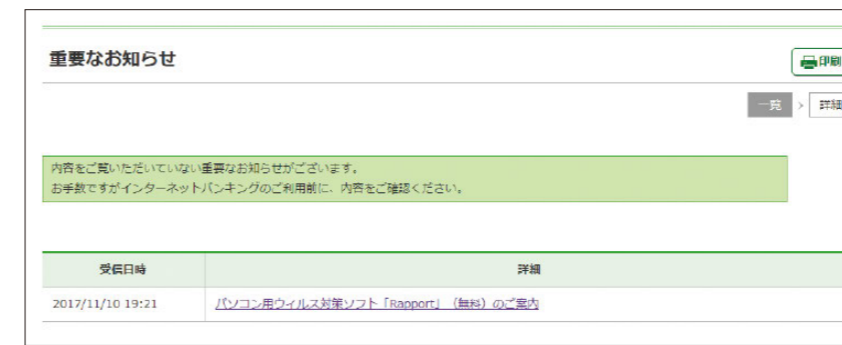 重要なお知らせ
印刷
一覧 > 詳細
内容をご覧いただいていない重要なお知らせがございます。
お手数ですがインターネットバンキングのご利用前に、内容をご確認ください。
受信日時 詳細
2017/11/10 19:21 パソコン用ウィルス対策ソフト「Rapport」（無料）のご案内